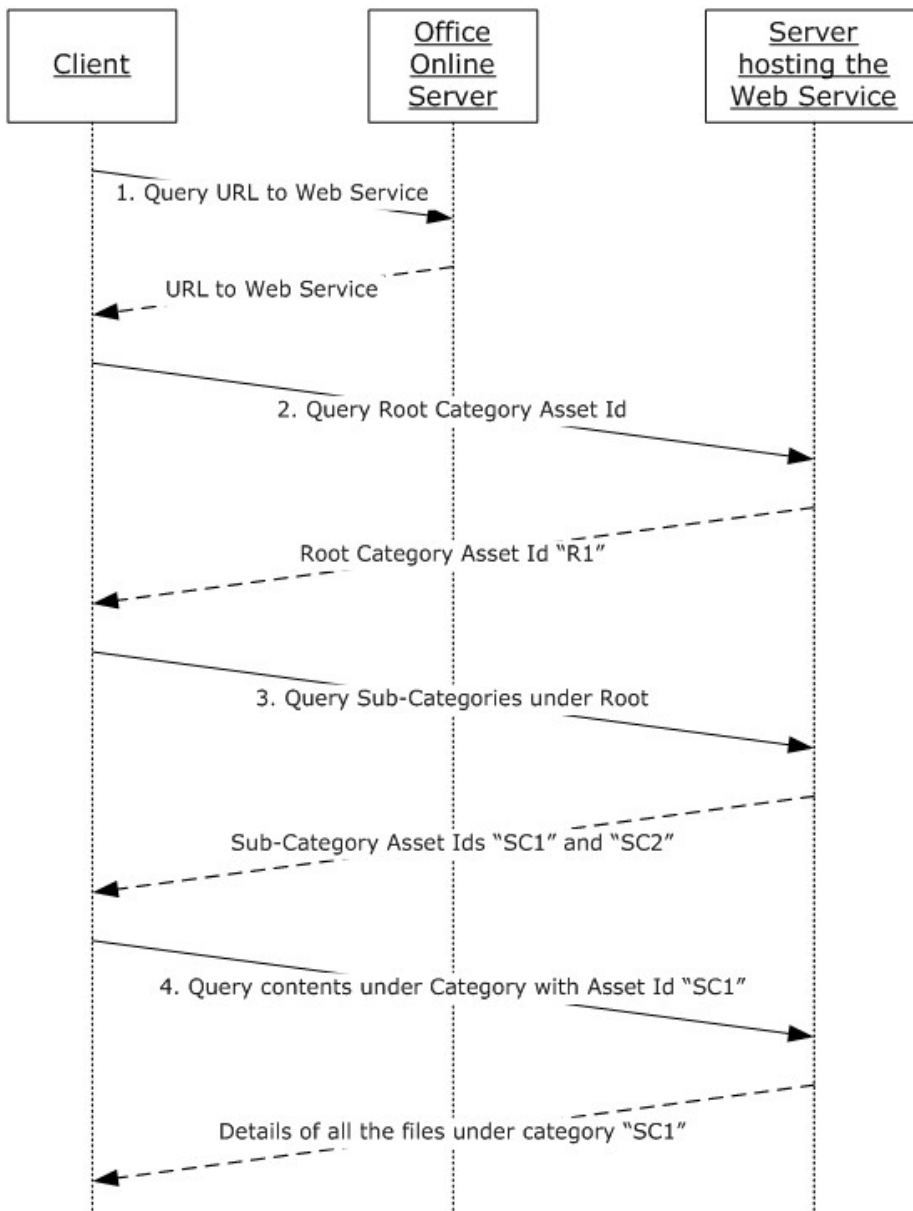 Client
Office
Online
Server
Server
hosting the
Web Service
1. Query URL to Web Service
URL to Web Service
2. Query Root Category Asset Id
Root Category Asset Id “R1”
3. Query Sub-Categories under Root
Sub-Category Asset Ids “SC1” and “SC2”
4. Query contents under Category with Asset Id “SC1”
Details of all the files under category “SC1”